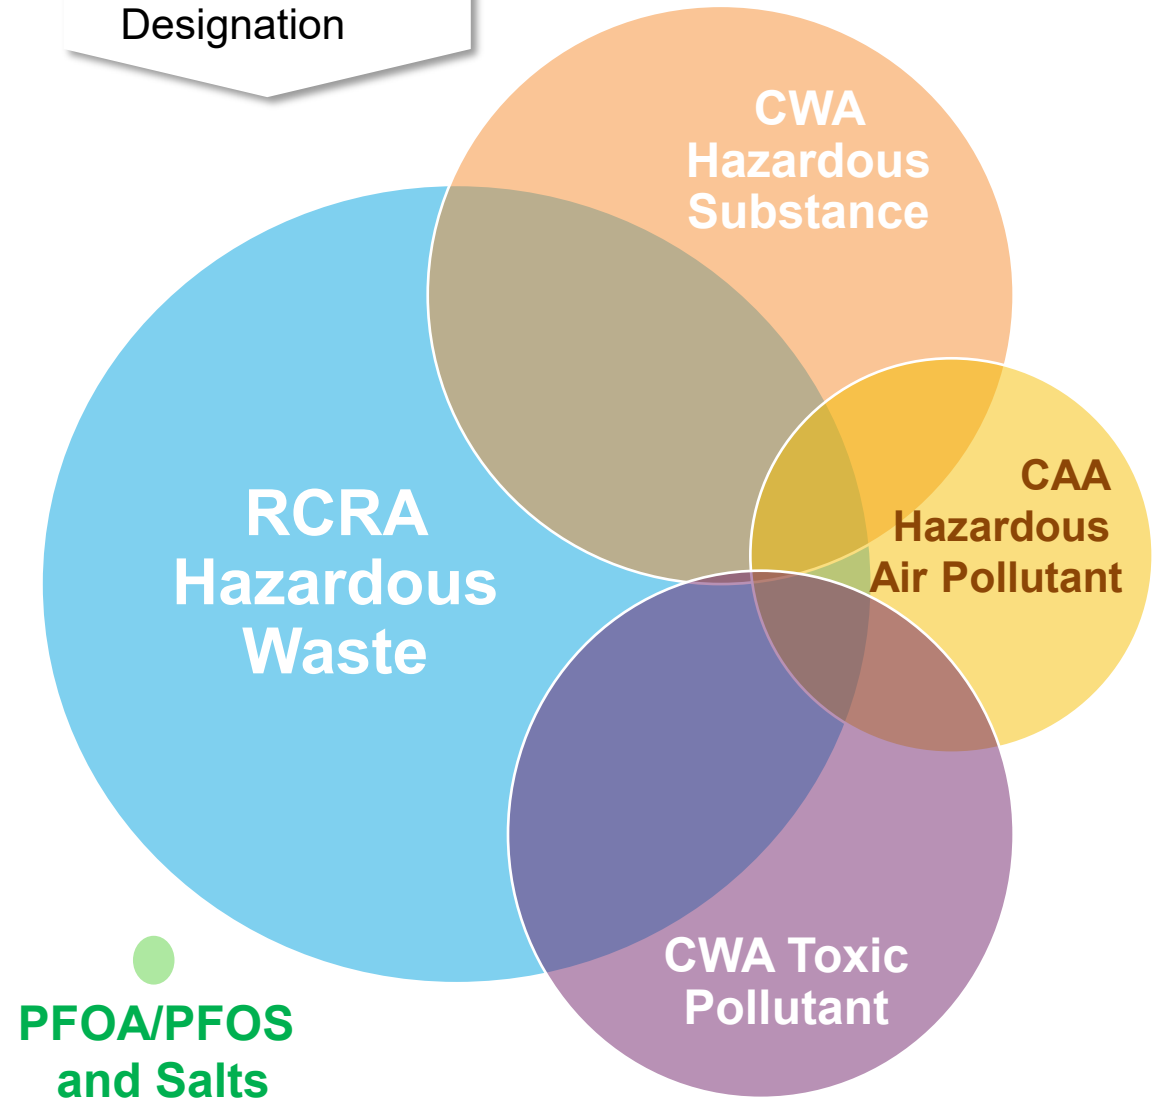 Designation
CWA
Hazardous
Substance
CAA
Hazardous
Air Pollutant
RCRA
Hazardous
Waste
CWA Toxic
Pollutant
PFOA/PFOS
and Salts